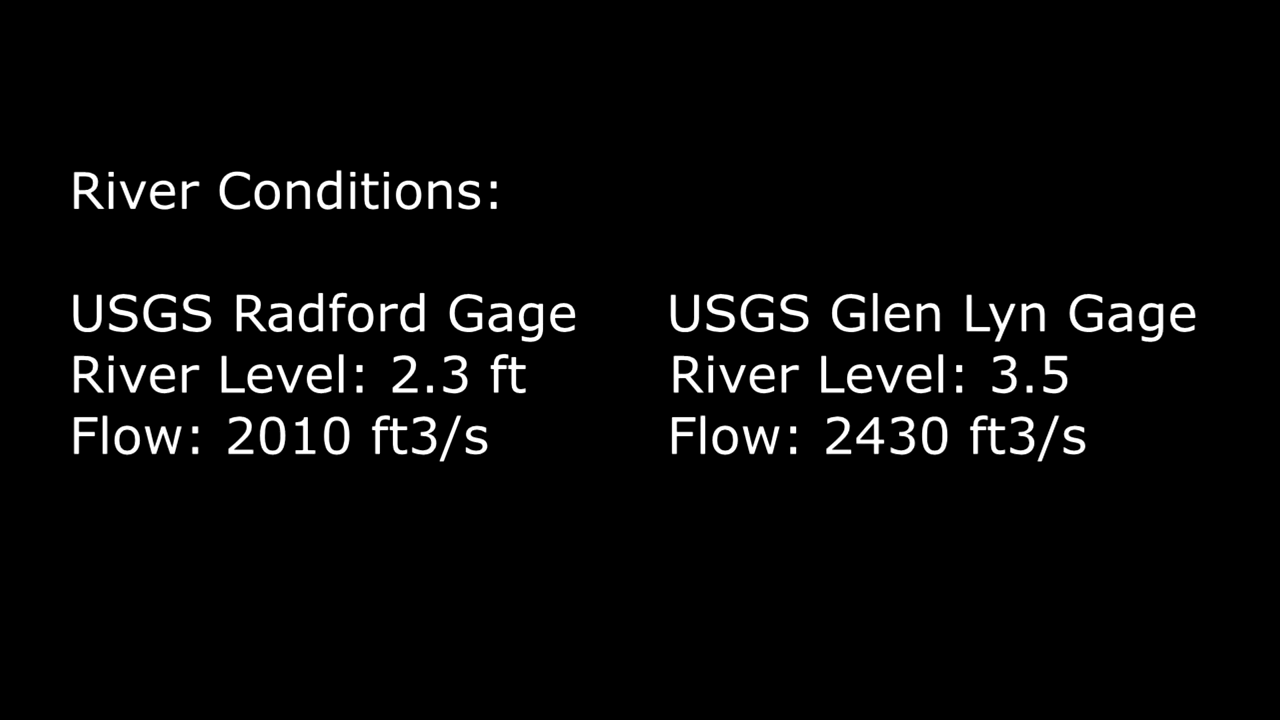 River Conditions:
USGS Radford Gage
River Level: 2.3 ft
Flow: 2010 ft3/s
USGS Glen Lyn Gage
River Level: 3.5
Flow: 2430 ft3/s